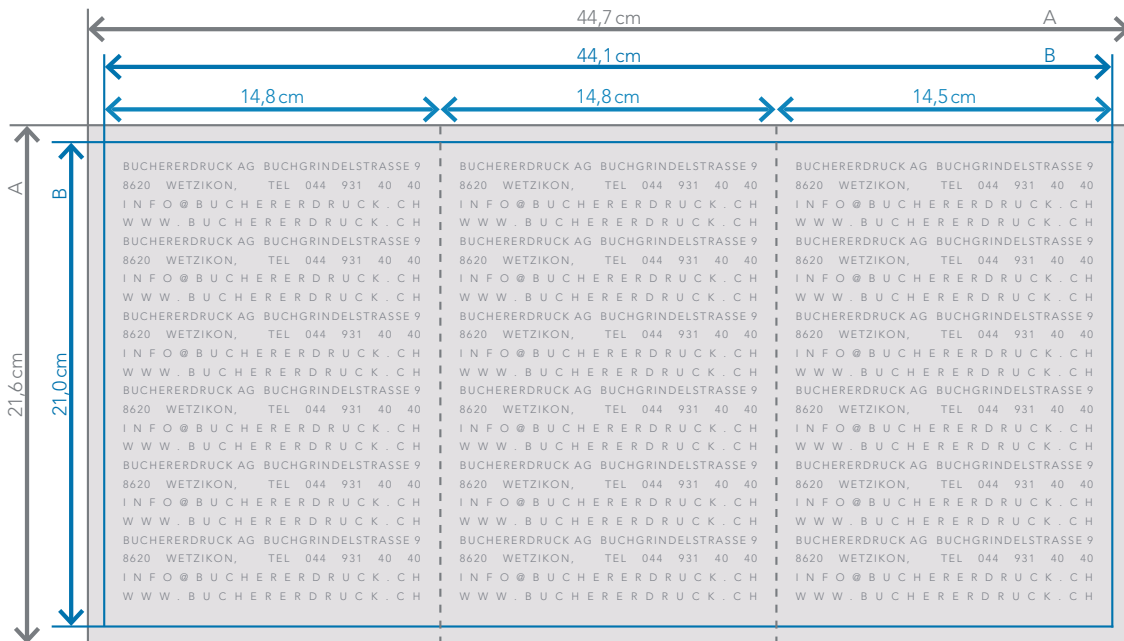 44,7 cm A
44,1 cm B
14,8 cm 14,8 cm 14,5 cm
A
B
21,6 cm
21,0 cm
BUCHERERDRUCK AG BUCHGRINDELSTRASSE 9
8620 WETZIKON, TEL 044 931 40 40
INFO@BUCHERERDRUCK.CH
WWW.BUCHERERDRUCK.CH
BUCHERERDRUCK AG BUCHGRINDELSTRASSE 9
8620 WETZIKON, TEL 044 931 40 40
INFO@BUCHERERDRUCK.CH
WWW.BUCHERERDRUCK.CH
BUCHERERDRUCK AG BUCHGRINDELSTRASSE 9
8620 WETZIKON, TEL 044 931 40 40
INFO@BUCHERERDRUCK.CH
WWW.BUCHERERDRUCK.CH
BUCHERERDRUCK AG BUCHGRINDELSTRASSE 9
8620 WETZIKON, TEL 044 931 40 40
INFO@BUCHERERDRUCK.CH
WWW.BUCHERERDRUCK.CH
BUCHERERDRUCK AG BUCHGRINDELSTRASSE 9
8620 WETZIKON, TEL 044 931 40 40
INFO@BUCHERERDRUCK.CH
WWW.BUCHERERDRUCK.CH
BUCHERERDRUCK AG BUCHGRINDELSTRASSE 9
8620 WETZIKON, TEL 044 931 40 40
INFO@BUCHERERDRUCK.CH
WWW.BUCHERERDRUCK.CH
BUCHERERDRUCK AG BUCHGRINDELSTRASSE 9
8620 WETZIKON, TEL 044 931 40 40
INFO@BUCHERERDRUCK.CH
WWW.BUCHERERDRUCK.CH
BUCHERERDRUCK AG BUCHGRINDELSTRASSE 9
8620 WETZIKON, TEL 044 931 40 40
INFO@BUCHERERDRUCK.CH
WWW.BUCHERERDRUCK.CH
BUCHERERDRUCK AG BUCHGRINDELSTRASSE 9
8620 WETZIKON, TEL 044 931 40 40
INFO@BUCHERERDRUCK.CH
WWW.BUCHERERDRUCK.CH
BUCHERERDRUCK AG BUCHGRINDELSTRASSE 9
8620 WETZIKON, TEL 044 931 40 40
INFO@BUCHERERDRUCK.CH
WWW.BUCHERERDRUCK.CH
BUCHERERDRUCK AG BUCHGRINDELSTRASSE 9
8620 WETZIKON, TEL 044 931 40 40
INFO@BUCHERERDRUCK.CH
WWW.BUCHERERDRUCK.CH
BUCHERERDRUCK AG BUCHGRINDELSTRASSE 9
8620 WETZIKON, TEL 044 931 40 40
INFO@BUCHERERDRUCK.CH
WWW.BUCHERERDRUCK.CH
BUCHERERDRUCK AG BUCHGRINDELSTRASSE 9
8620 WETZIKON, TEL 044 931 40 40
INFO@BUCHERERDRUCK.CH
WWW.BUCHERERDRUCK.CH
BUCHERERDRUCK AG BUCHGRINDELSTRASSE 9
8620 WETZIKON, TEL 044 931 40 40
INFO@BUCHERERDRUCK.CH
WWW.BUCHERERDRUCK.CH
BUCHERERDRUCK AG BUCHGRINDELSTRASSE 9
8620 WETZIKON, TEL 044 931 40 40
INFO@BUCHERERDRUCK.CH
WWW.BUCHERERDRUCK.CH
BUCHERERDRUCK AG BUCHGRINDELSTRASSE 9
8620 WETZIKON, TEL 044 931 40 40
INFO@BUCHERERDRUCK.CH
WWW.BUCHERERDRUCK.CH
BUCHERERDRUCK AG BUCHGRINDELSTRASSE 9
8620 WETZIKON, TEL 044 931 40 40
INFO@BUCHERERDRUCK.CH
WWW.BUCHERERDRUCK.CH
BUCHERERDRUCK AG BUCHGRINDELSTRASSE 9
8620 WETZIKON, TEL 044 931 40 40
INFO@BUCHERERDRUCK.CH
WWW.BUCHERERDRUCK.CH